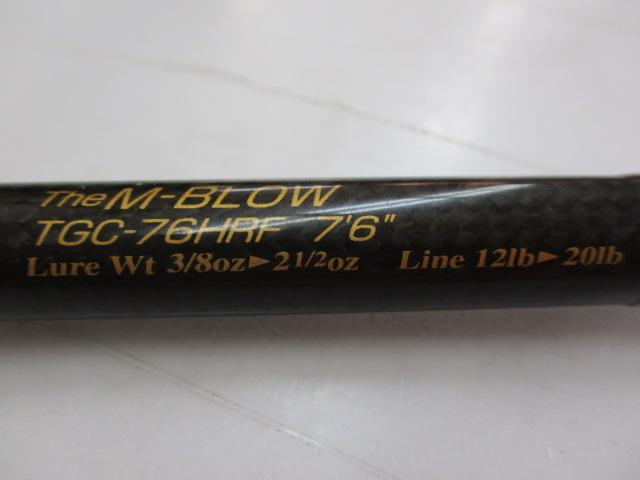 The M-BLOW
TGC-76HRF 7'6"
Lure Wt 3/8oz►21/2oz Line 12lb►20lb